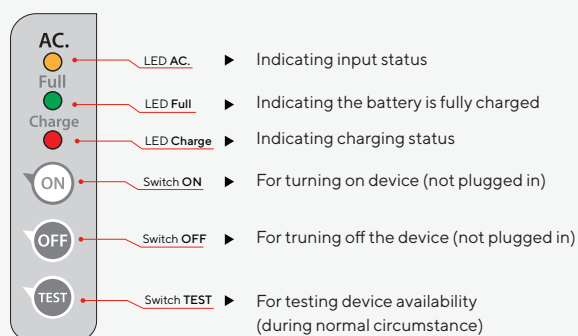 AC.
LED AC. ▶ Indicating input status
Full
LED Full ▶ Indicating the battery is fully charged
Charge
LED Charge ▶ Indicating charging status
ON
Switch ON ▶ For turning on device (not plugged in)
OFF
Switch OFF ▶ For truning off the device (not plugged in)
TEST
Switch TEST ▶ For testing device availability
(during normal circumstance)